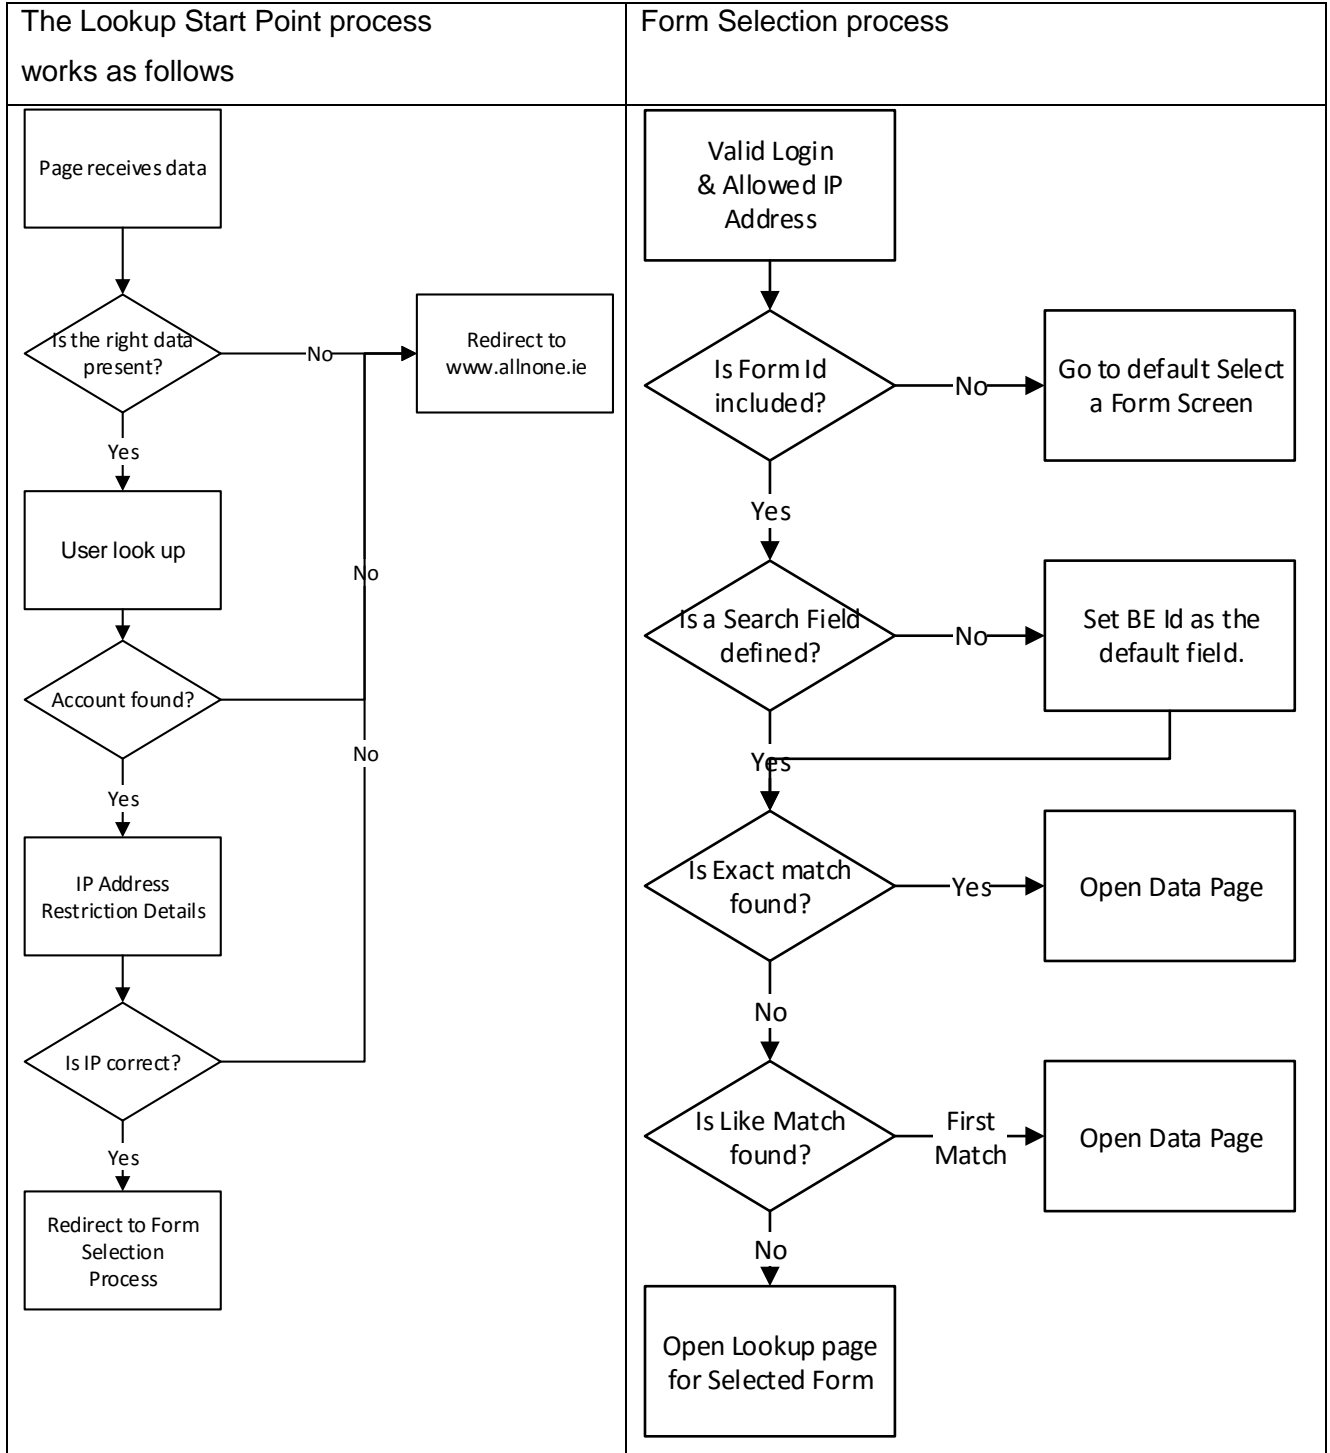 The Lookup Start Point process
works as follows
Form Selection process
Page receives data
Is the right data
present?
No
Redirect to
www.allnone.ie
Yes
User look up
No
Account found?
No
Yes
IP Address
Restriction Details
Is IP correct?
Yes
Redirect to Form
Selection
Process
Valid Login
& Allowed IP
Address
Is Form Id
included?
No
Go to default Select
a Form Screen
Yes
Is a Search Field
defined?
No
Set BE Id as the
default field.
Yes
Is Exact match
found?
Yes
Open Data Page
No
Is Like Match
found?
First
Match
Open Data Page
No
Open Lookup page
for Selected Form